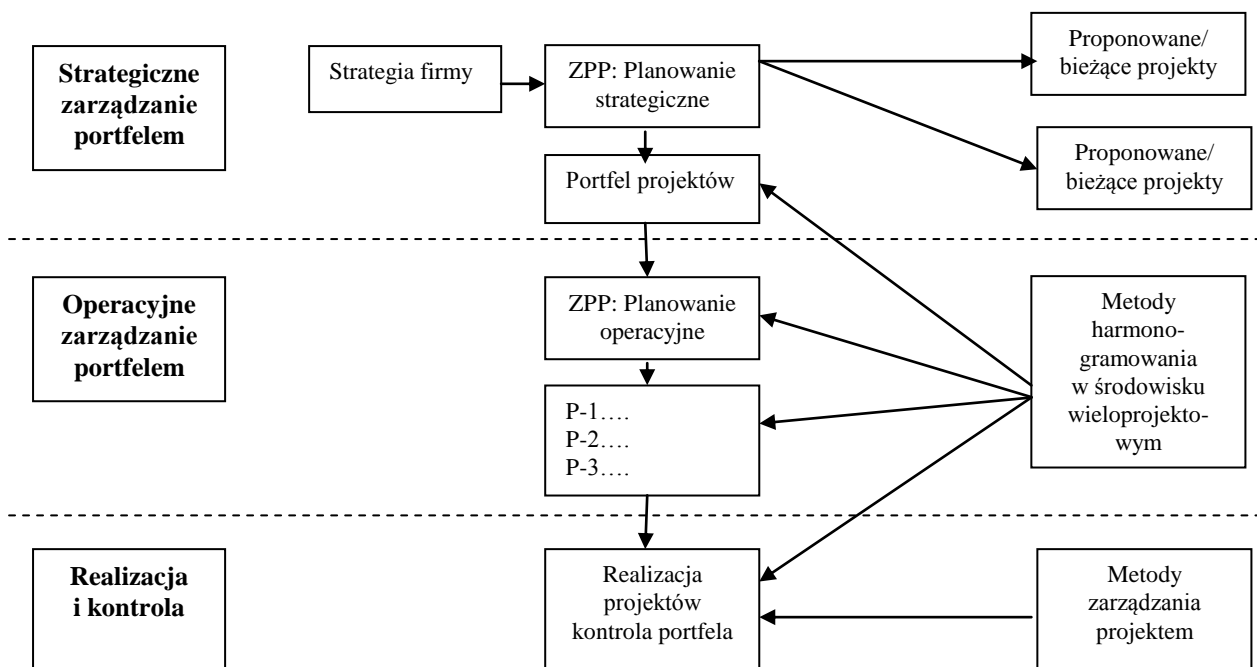 Strategiczne
zarządzanie
portfelem
Strategia firmy
ZPP: Planowanie
strategiczne
Proponowane/
bieżące projekty
Proponowane/
bieżące projekty
Portfel projektów
Operacyjne
zarządzanie
portfelem
ZPP: Planowanie
operacyjne
P-1….
P-2….
P-3….
Metody
harmono-
gramowania
w środowisku
wieloprojekto-
wym
Realizacja
i kontrola
Realizacja
projektów
kontrola portfela
Metody
zarządzania
projektem